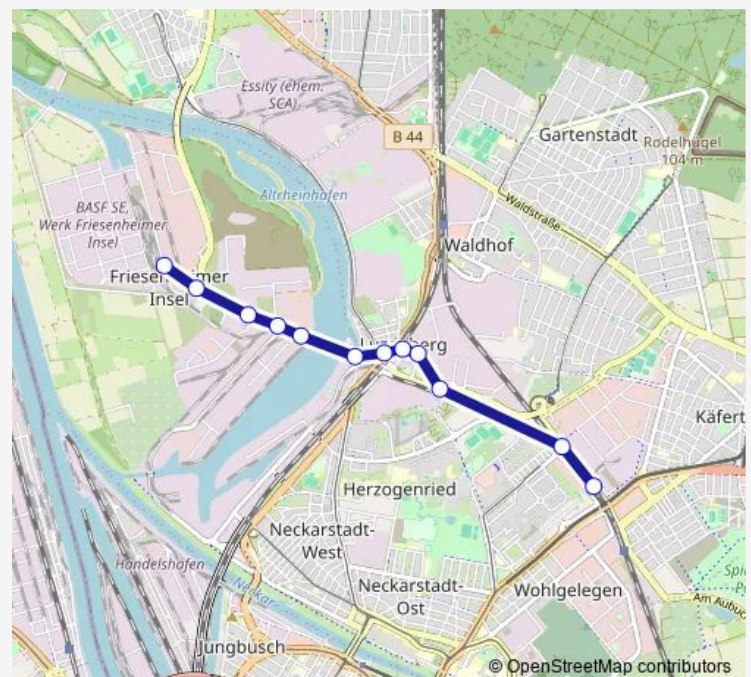 Essity (ehem.
SCA)
B 44
Gartenstadt
Rodelhügel
104 m
Altrheinhafen
BASF SE,
Werk Friesenheimer
Insel
Waldstraße
Waldhof
Insel
Käfert
Herzogenried
Neckarstadt-
West
Handelshafen
Neckarstadt-
Ost
Wohlgelegen
Neckar
Am Aubuc
Jungbusch
© OpenStreetMap contributors